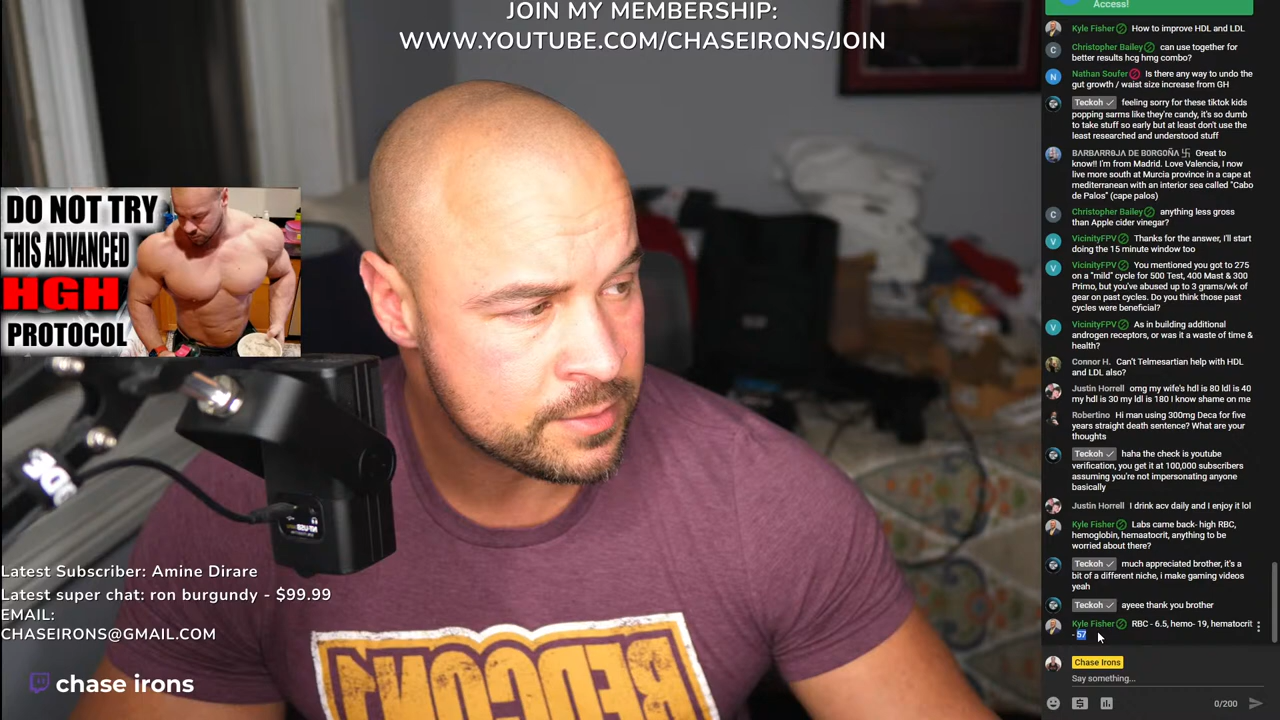 JOIN MY MEMBERSHIP:
WWW.YOUTUBE.COM/CHASEIRONS/JOIN
DO NOT TRY
THIS ADVANCED
HGH
PROTOCOL
Latest Subscriber: Amine Dirare
Latest super chat: ron burgundy - $99.99
EMAIL:
CHASEIRONS@GMAIL.COM
chase irons
REDCON1
Access!
Kyle Fisher How to improve HDL and LDL
Christopher Bailey can use together for
better results hcg hmg combo?
Nathan Soufer Is there any way to undo the
gut growth / waist size increase from GH
Teckoh ✓ feeling sorry for these tiktok kids
popping sarms like they're candy, it's so dumb
to take stuff so early but at least don't use the
least researched and understood stuff
BARBARRØJA DE BORGOÑA 卐 Great to
know!! I'm from Madrid. Love Valencia, I now
live more south at Murcia province in a cape at
mediterranean with an interior sea called "Cabo
de Palos" (cape palos)
Christopher Bailey anything less gross
than Apple cider vinegar?
VicinityFPV Thanks for the answer, I'll start
doing the 15 minute window too
VicinityFPV You mentioned you got to 275
on a "mild" cycle for 500 Test, 400 Mast & 300
Primo, but you've abused up to 3 grams/wk of
gear on past cycles. Do you think those past
cycles were beneficial?
VicinityFPV As in building additional
androgen receptors, or was it a waste of time &
health?
Connor H. Can't Telmesartian help with HDL
and LDL also?
Justin Horrell omg my wife's hdl is 80 ldl is 40
my hdl is 30 my ldl is 180 I know shame on me
Robertino Hi man using 300mg Deca for five
years straight death sentence? What are your
thoughts
Teckoh ✓ haha the check is youtube
verification, you get it at 100,000 subscribers
assuming you're not impersonating anyone
basically
Justin Horrell I drink acv daily and I enjoy it lol
Kyle Fisher Labs came back- high RBC,
hemoglobin, hemaatocrit, anything to be
worried about there?
Teckoh ✓ much appreciated brother, it's a
bit of a different niche, i make gaming videos
yeah
Teckoh ✓ ayeee thank you brother
Kyle Fisher RBC - 6.5, hemo- 19, hematocrit
- 57
Chase Irons
Say something...
0/200